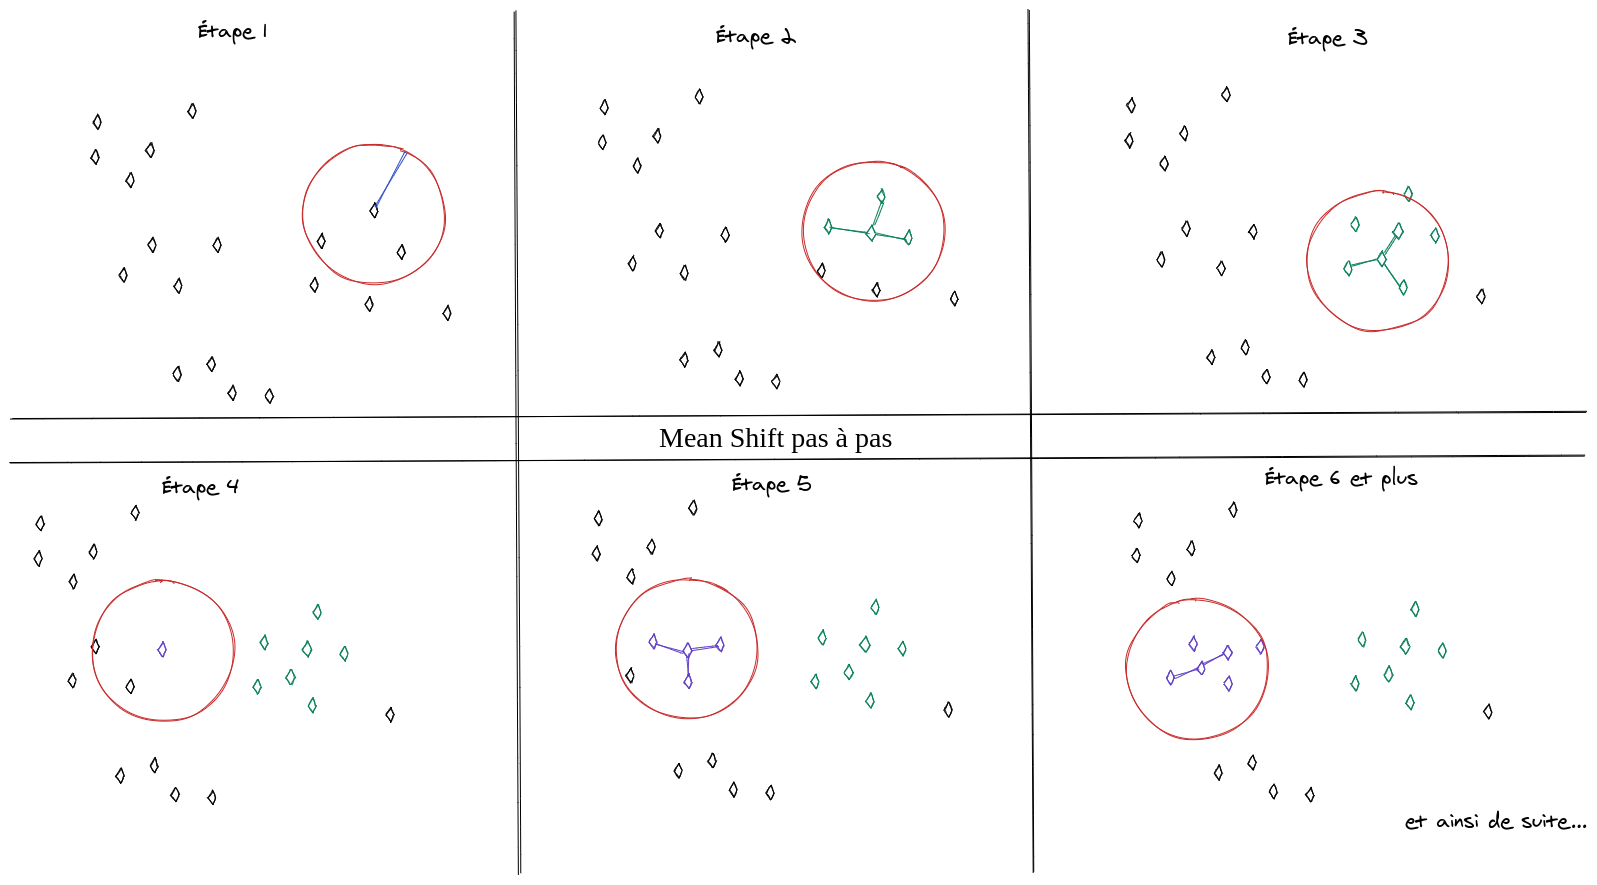 Étape 1
Étape 2
Étape 3
Mean Shift pas à pas
Étape 4
Étape 5
Étape 6 et plus
et ainsi de suite...